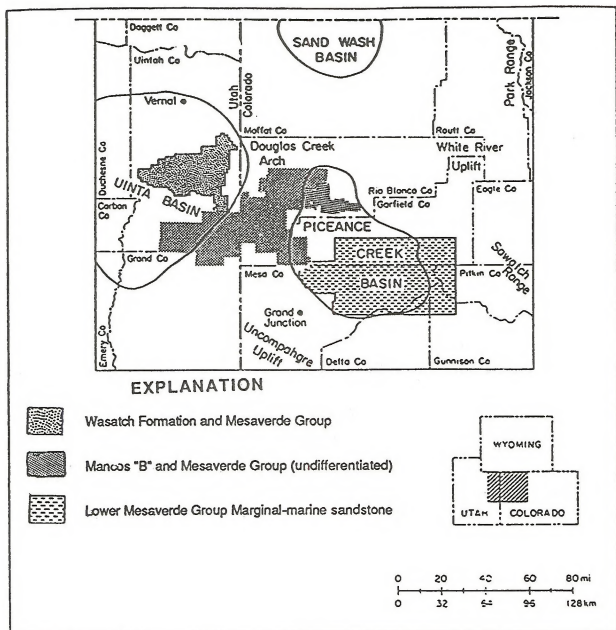 Daggett Co
Uintah Co
SAND WASH
BASIN
Park Range
Jackson Co
Vernal
Utah
Colorado
Moffat Co
Routt Co
Douglas Creek
Arch
White River
Uplift
Duchesne Co
Carbon Co
UINTA BASIN
Rio Blanco Co
Garfield Co
Eagle Co
PICEANCE
CREEK
BASIN
Grand Co
Mesa Co
Pitkin Co
Sawatch
Range
Grand
Junction
Emery Co
Uncompahgre
Uplift
Delta Co
Gunnison Co
EXPLANATION
Wasatch Formation and Mesaverde Group
Mancos "B" and Mesaverde Group (undifferentiated)
Lower Mesaverde Group Marginal-marine sandstone
WYOMING
UTAH COLORADO
0 20 40 60 80 mi
0 32 64 96 128 km